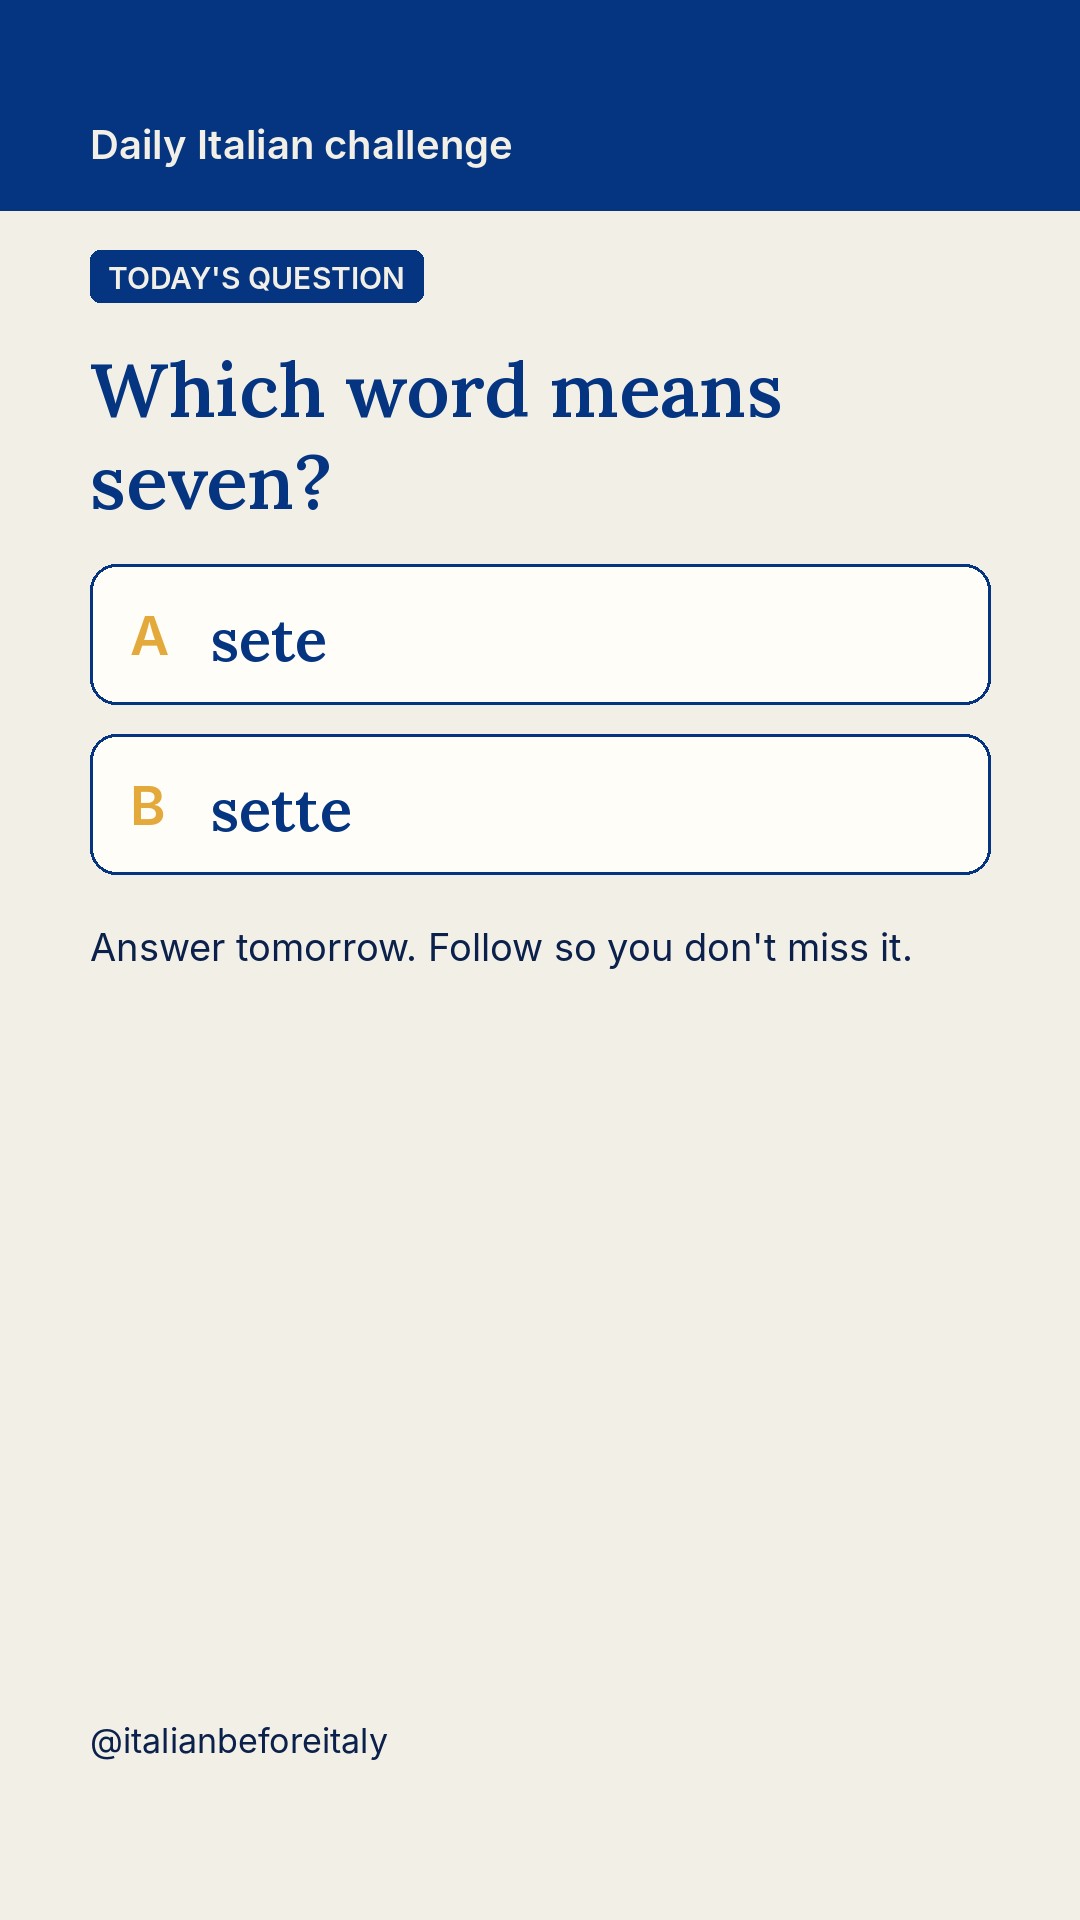 Daily Italian challenge
TODAY'S QUESTION
Which word means
seven?
A sete
B sette
Answer tomorrow. Follow so you don't miss it.
@italianbeforeitaly